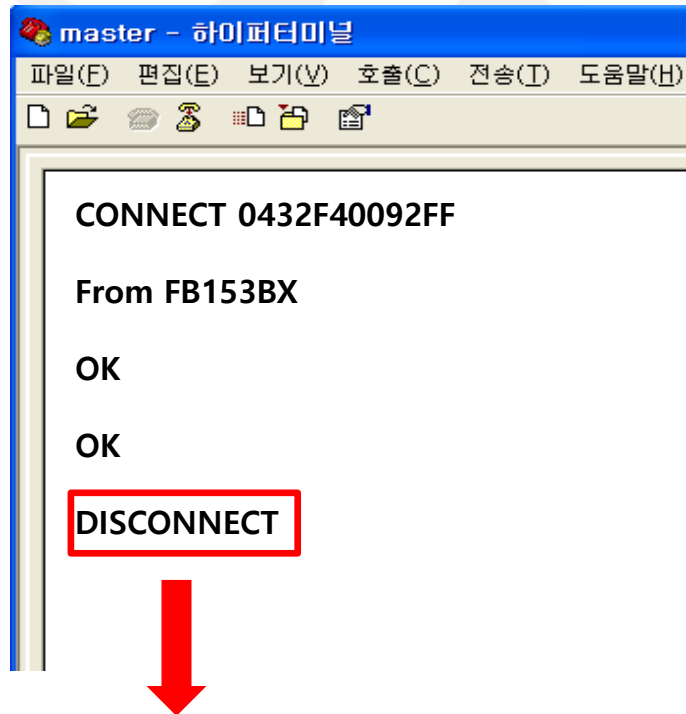 master - 하이퍼터미널
파일(F) 편집(E) 보기(V) 호출(C) 전송(T) 도움말(H)
CONNECT 0432F40092FF
From FB153BX
OK
OK
DISCONNECT